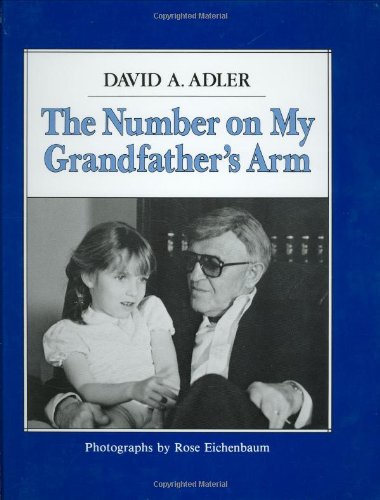 Copyrighted Material
DAVID A. ADLER
The Number on My
Grandfather's Arm
Photographs by Rose Eichenbaum
Copyrighted Material